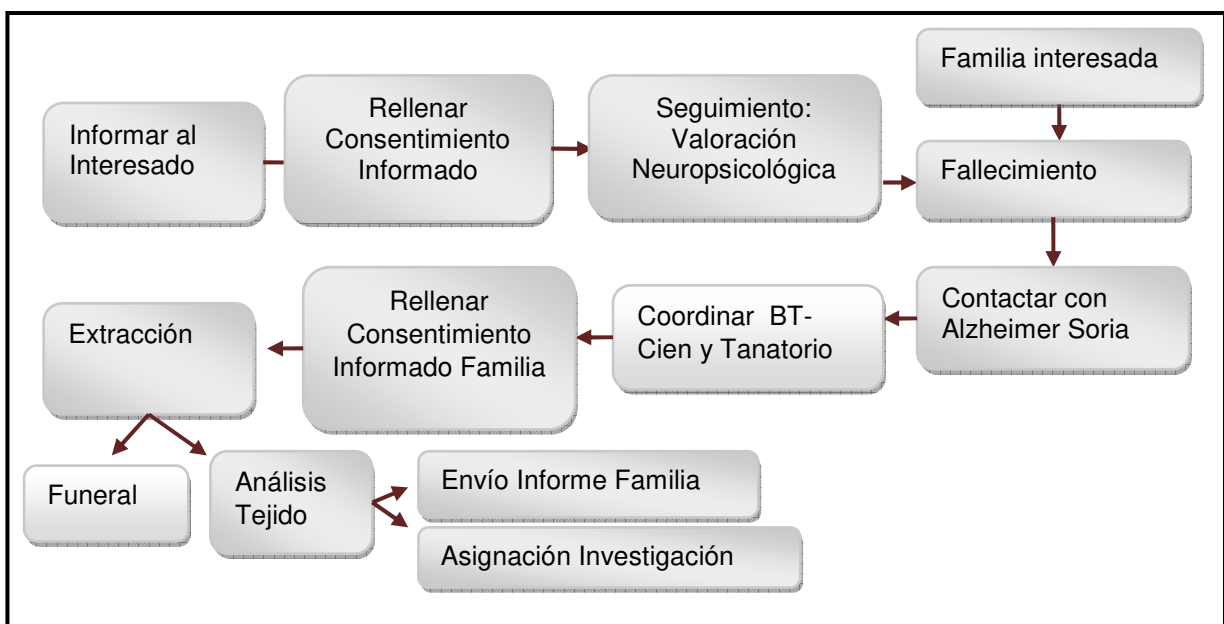 Informar al
Interesado
Rellenar
Consentimiento
Informado
Seguimiento:
Valoración
Neuropsicológica
Familia interesada
Fallecimiento
Contactar con
Alzheimer Soria
Coordinar BT-
Cien y Tanatorio
Rellenar
Consentimiento
Informado Familia
Extracción
Funeral
Análisis
Tejido
Envío Informe Familia
Asignación Investigación